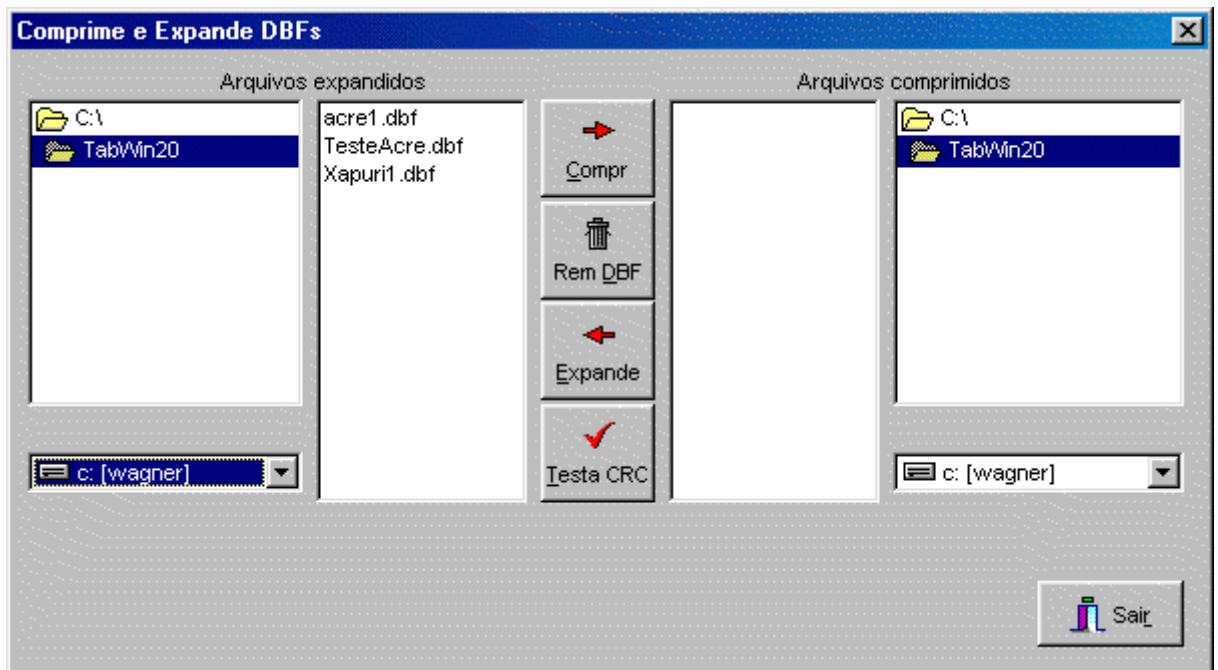 Comprime e Expande DBFs
Arquivos expandidos
Arquivos comprimidos
C:\
TabWin20
acre1.dbf
TesteAcre.dbf
Xapuri1.dbf
Compr
Rem DBF
Expande
Testa CRC
C:\
TabWin20
c: [wagner]
c: [wagner]
Sair